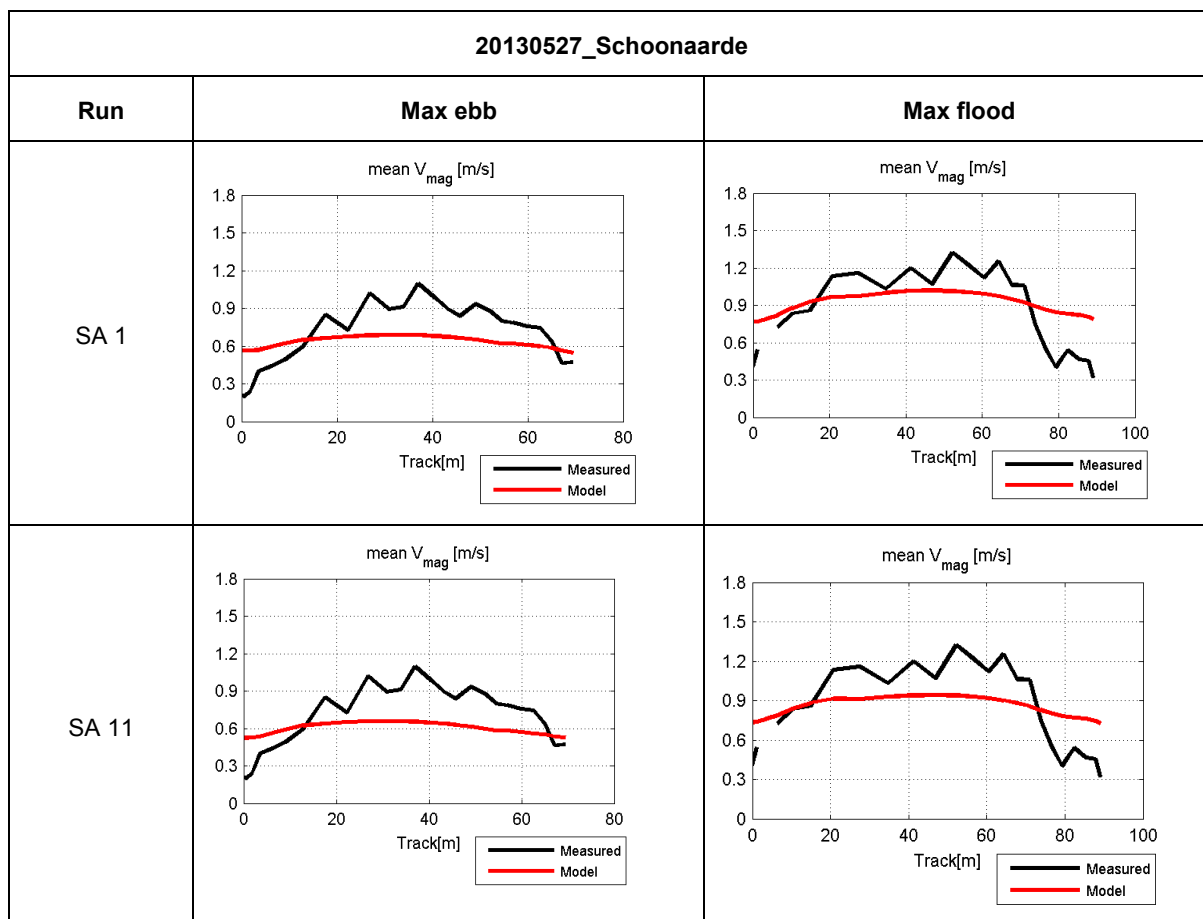 20130527_Schoonaarde
Run Max ebb Max flood
SA 1
mean Vmag [m/s]
1.8
1.5
1.2
0.9
0.6
0.3
0
0 20 40 60 80
Track[m]
Measured
Model
mean Vmag [m/s]
1.8
1.5
1.2
0.9
0.6
0.3
0
0 20 40 60 80 100
Track[m]
Measured
Model
SA 11
mean Vmag [m/s]
1.8
1.5
1.2
0.9
0.6
0.3
0
0 20 40 60 80
Track[m]
Measured
Model
mean Vmag [m/s]
1.8
1.5
1.2
0.9
0.6
0.3
0
0 20 40 60 80 100
Track[m]
Measured
Model